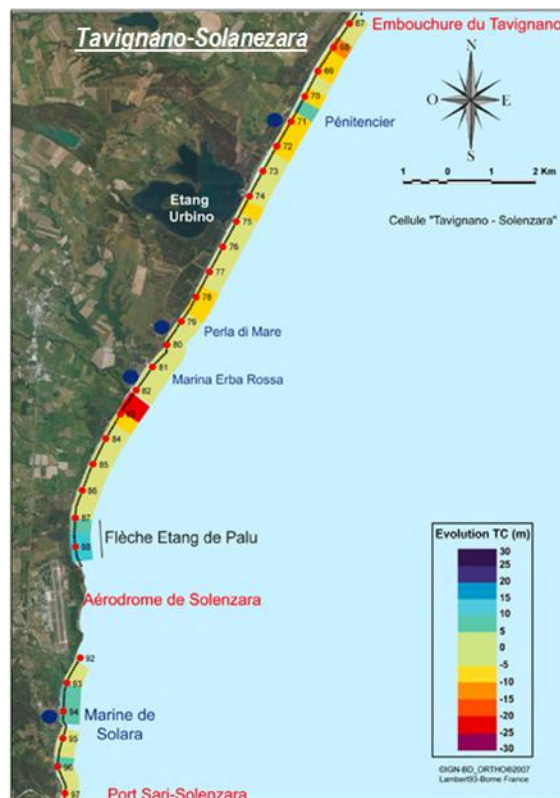 Tavignano-Solanezara
Embouchure du Tavignano
67
68
69
70
71
Pénitencier
72
73
74
75
76
77
78
79
80
81
82
84
85
86
87
88
92
93
94
95
96
97
N
O
E
S
1
0
1
2 Km
Cellule "Tavignano - Solenzara"
Etang
Urbino
Perla di Mare
Marina Erba Rossa
Flèche Etang de Palu
Aérodrome de Solenzara
Marine de
Solara
Port Sari-Solenzara
Evolution TC (m)
30
25
20
15
10
5
0
-5
-10
-15
-20
-25
-30
©IGN-BD_ORTHO®2007
Lambert93-Borne France